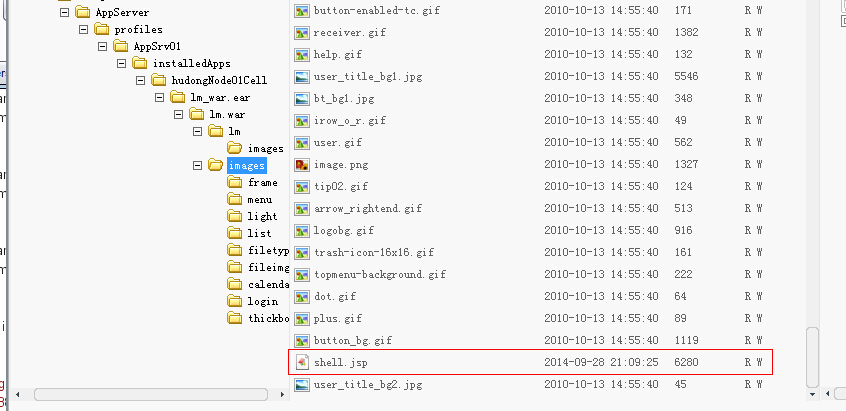 AppServer
profiles
AppSrv01
installedApps
hudongNode01Cell
lm_war.ear
lm.war
lm
images
images
frame
menu
light
list
filetyp
fileimg
calenda
login
thickbo
button-enabled-tc.gif 2010-10-13 14:55:40 171 R W
receiver.gif 2010-10-13 14:55:40 1382 R W
help.gif 2010-10-13 14:55:40 132 R W
user_title_bg1.jpg 2010-10-13 14:55:40 5546 R W
bt_bg1.jpg 2010-10-13 14:55:40 348 R W
irow_o_r.gif 2010-10-13 14:55:40 49 R W
user.gif 2010-10-13 14:55:40 562 R W
image.png 2010-10-13 14:55:40 1327 R W
tip02.gif 2010-10-13 14:55:40 124 R W
arrow_rightend.gif 2010-10-13 14:55:40 513 R W
logobg.gif 2010-10-13 14:55:40 916 R W
trash-icon-16x16.gif 2010-10-13 14:55:40 161 R W
topmenu-background.gif 2010-10-13 14:55:40 222 R W
dot.gif 2010-10-13 14:55:40 64 R W
plus.gif 2010-10-13 14:55:40 89 R W
button_bg.gif 2010-10-13 14:55:40 1119 R W
shell.jsp 2014-09-28 21:09:25 6280 R W
user_title_bg2.jpg 2010-10-13 14:55:40 45 R W